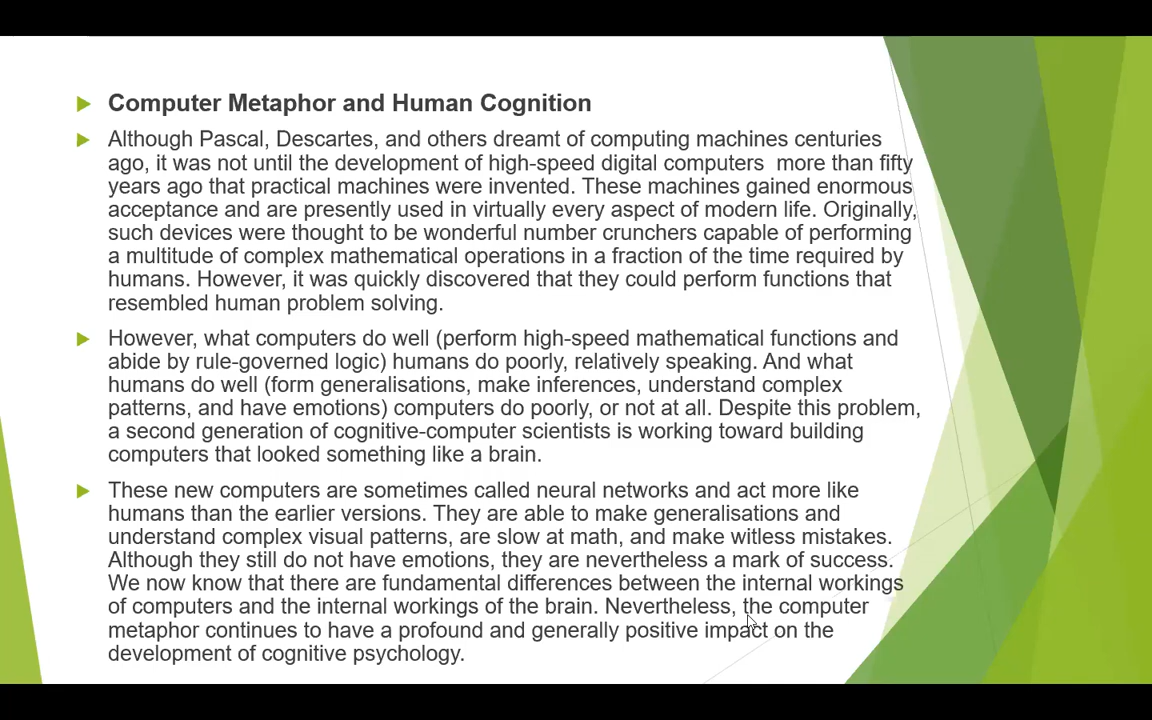 Computer Metaphor and Human Cognition
Although Pascal, Descartes, and others dreamt of computing machines centuries
ago, it was not until the development of high-speed digital computers more than fifty
years ago that practical machines were invented. These machines gained enormous
acceptance and are presently used in virtually every aspect of modern life. Originally,
such devices were thought to be wonderful number crunchers capable of performing
a multitude of complex mathematical operations in a fraction of the time required by
humans. However, it was quickly discovered that they could perform functions that
resembled human problem solving.
However, what computers do well (perform high-speed mathematical functions and
abide by rule-governed logic) humans do poorly, relatively speaking. And what
humans do well (form generalisations, make inferences, understand complex
patterns, and have emotions) computers do poorly, or not at all. Despite this problem,
a second generation of cognitive-computer scientists is working toward building
computers that looked something like a brain.
These new computers are sometimes called neural networks and act more like
humans than the earlier versions. They are able to make generalisations and
understand complex visual patterns, are slow at math, and make witless mistakes.
Although they still do not have emotions, they are nevertheless a mark of success.
We now know that there are fundamental differences between the internal workings
of computers and the internal workings of the brain. Nevertheless, the computer
metaphor continues to have a profound and generally positive impact on the
development of cognitive psychology.